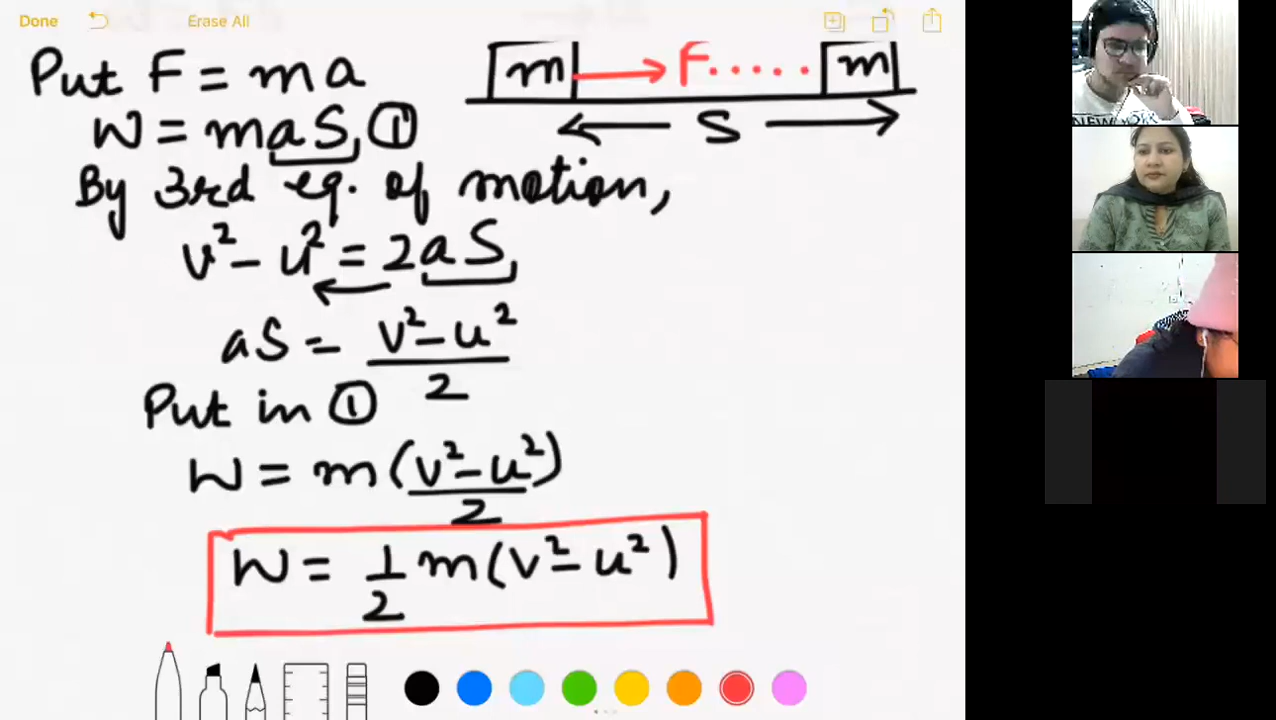 Done
Erase All
Put F = ma
m F..... m
W = maS, ①
S
By 3rd eq. of motion,
v² - u² = 2aS,
aS = v² - u² / 2
Put in ①
W = m(v² - u²) / 2
W = 1/2 m(v² - u²)
NEW YORK